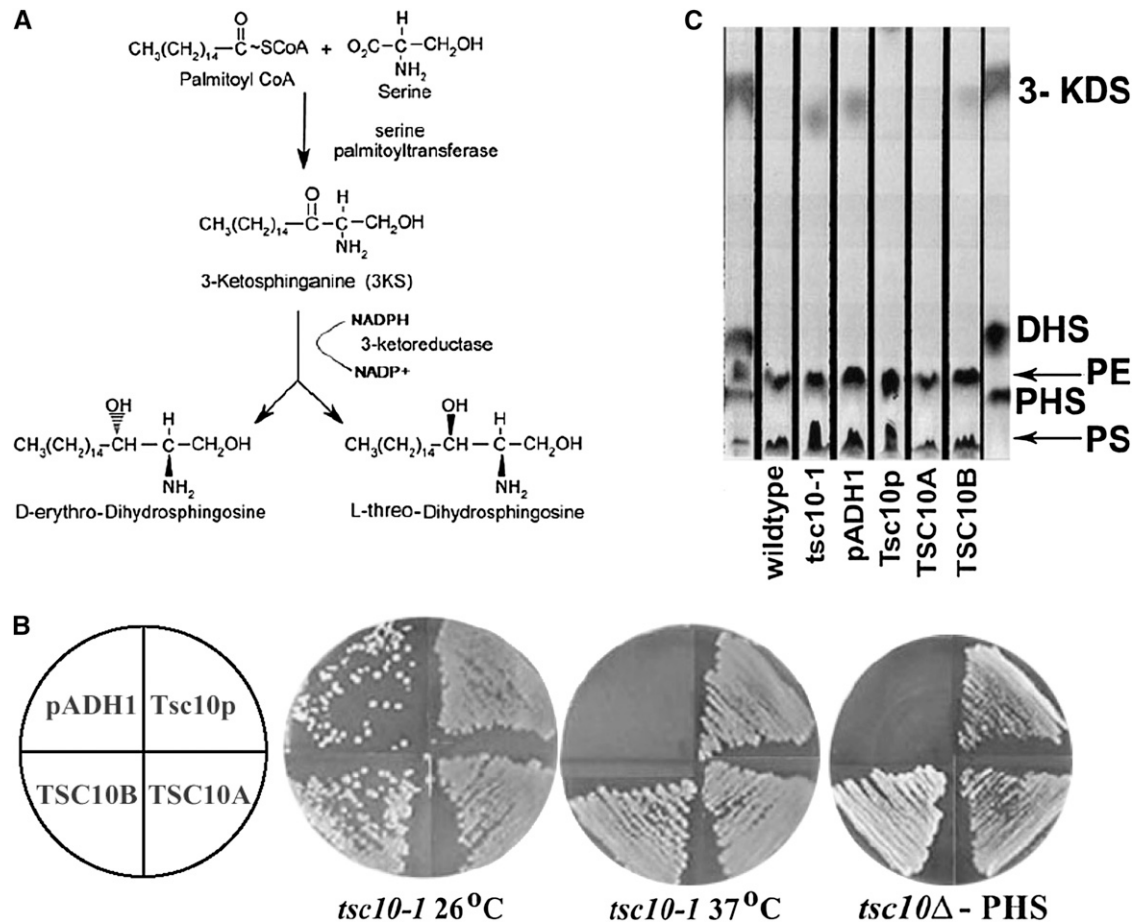 A
CH3(CH2)14—C~SCoA + O2C—C—CH2OH
O
H
NH2
Palmitoyl CoA
Serine
serine
palmitoyltransferase
O H
CH3(CH2)14—C—C—CH2OH
NH2
3-Ketosphinganine (3KS)
NADPH
3-ketoreductase
NADP+
OH H
CH3(CH2)14—C—C—CH2OH
H
NH2
D-erythro-Dihydrosphingosine
OH H
CH3(CH2)14—C—C—CH2OH
H
NH2
L-threo-Dihydrosphingosine
C
3- KDS
DHS
PE
PHS
PS
wildtype
tsc10-1
pADH1
Tsc10p
TSC10A
TSC10B
B
pADH1 Tsc10p
TSC10B TSC10A
tsc10-1 26°C
tsc10-1 37°C
tsc10Δ - PHS